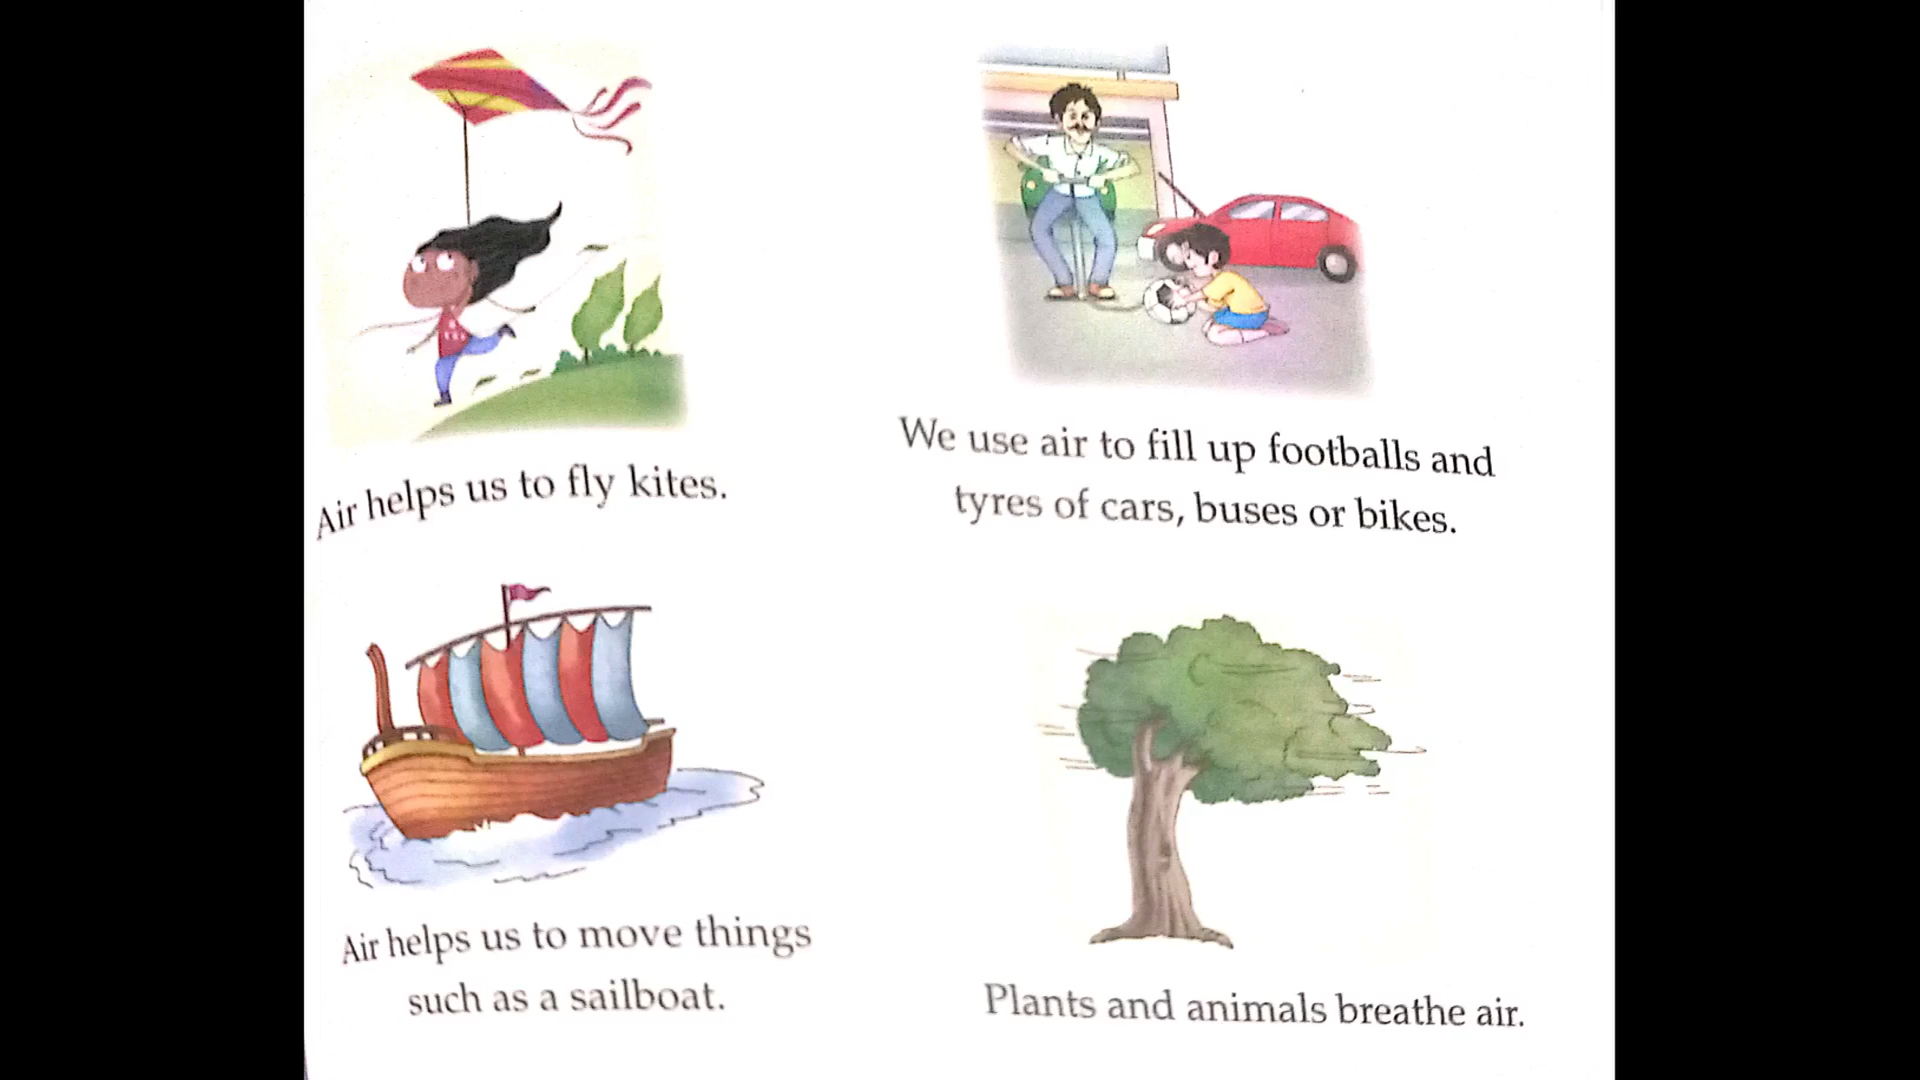 Air helps us to fly kites.
We use air to fill up footballs and
tyres of cars, buses or bikes.
Air helps us to move things
such as a sailboat.
Plants and animals breathe air.